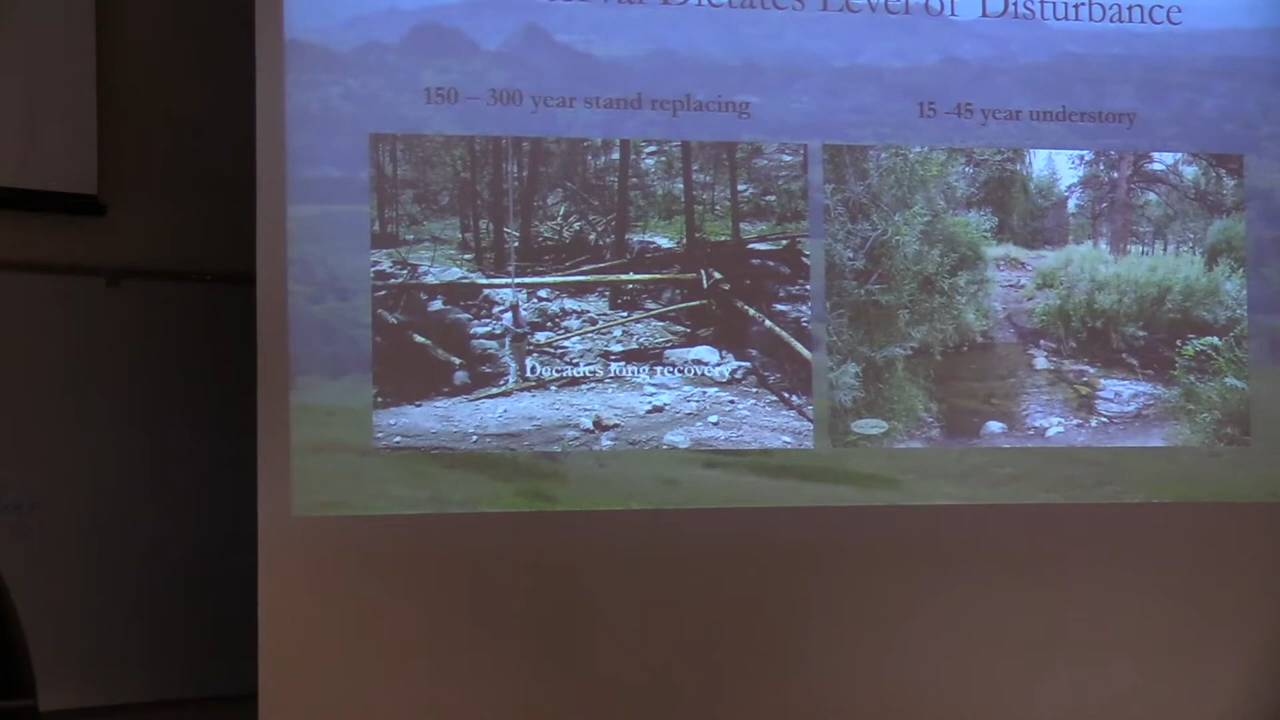 Dictates Level of Disturbance
150 – 300 year stand replacing
15 -45 year understory
Decades long recovery